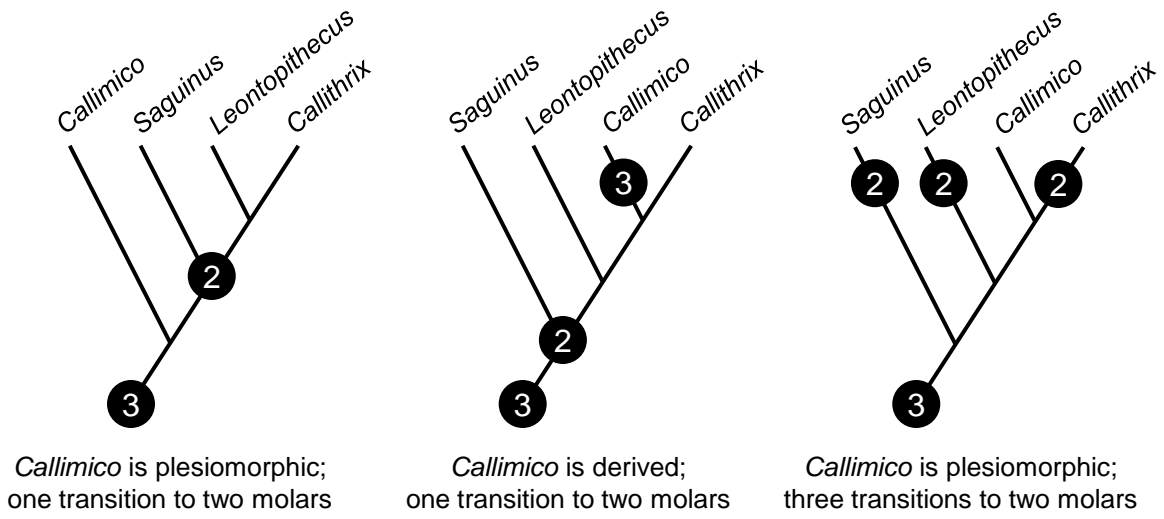 Callimico
Saguinus
Leontopithecus
Callithrix
2
3
Callimico is plesiomorphic;
one transition to two molars
Saguinus
Leontopithecus
Callimico
Callithrix
3
2
3
Callimico is derived;
one transition to two molars
Saguinus
Leontopithecus
Callimico
Callithrix
2
2
2
3
Callimico is plesiomorphic;
three transitions to two molars